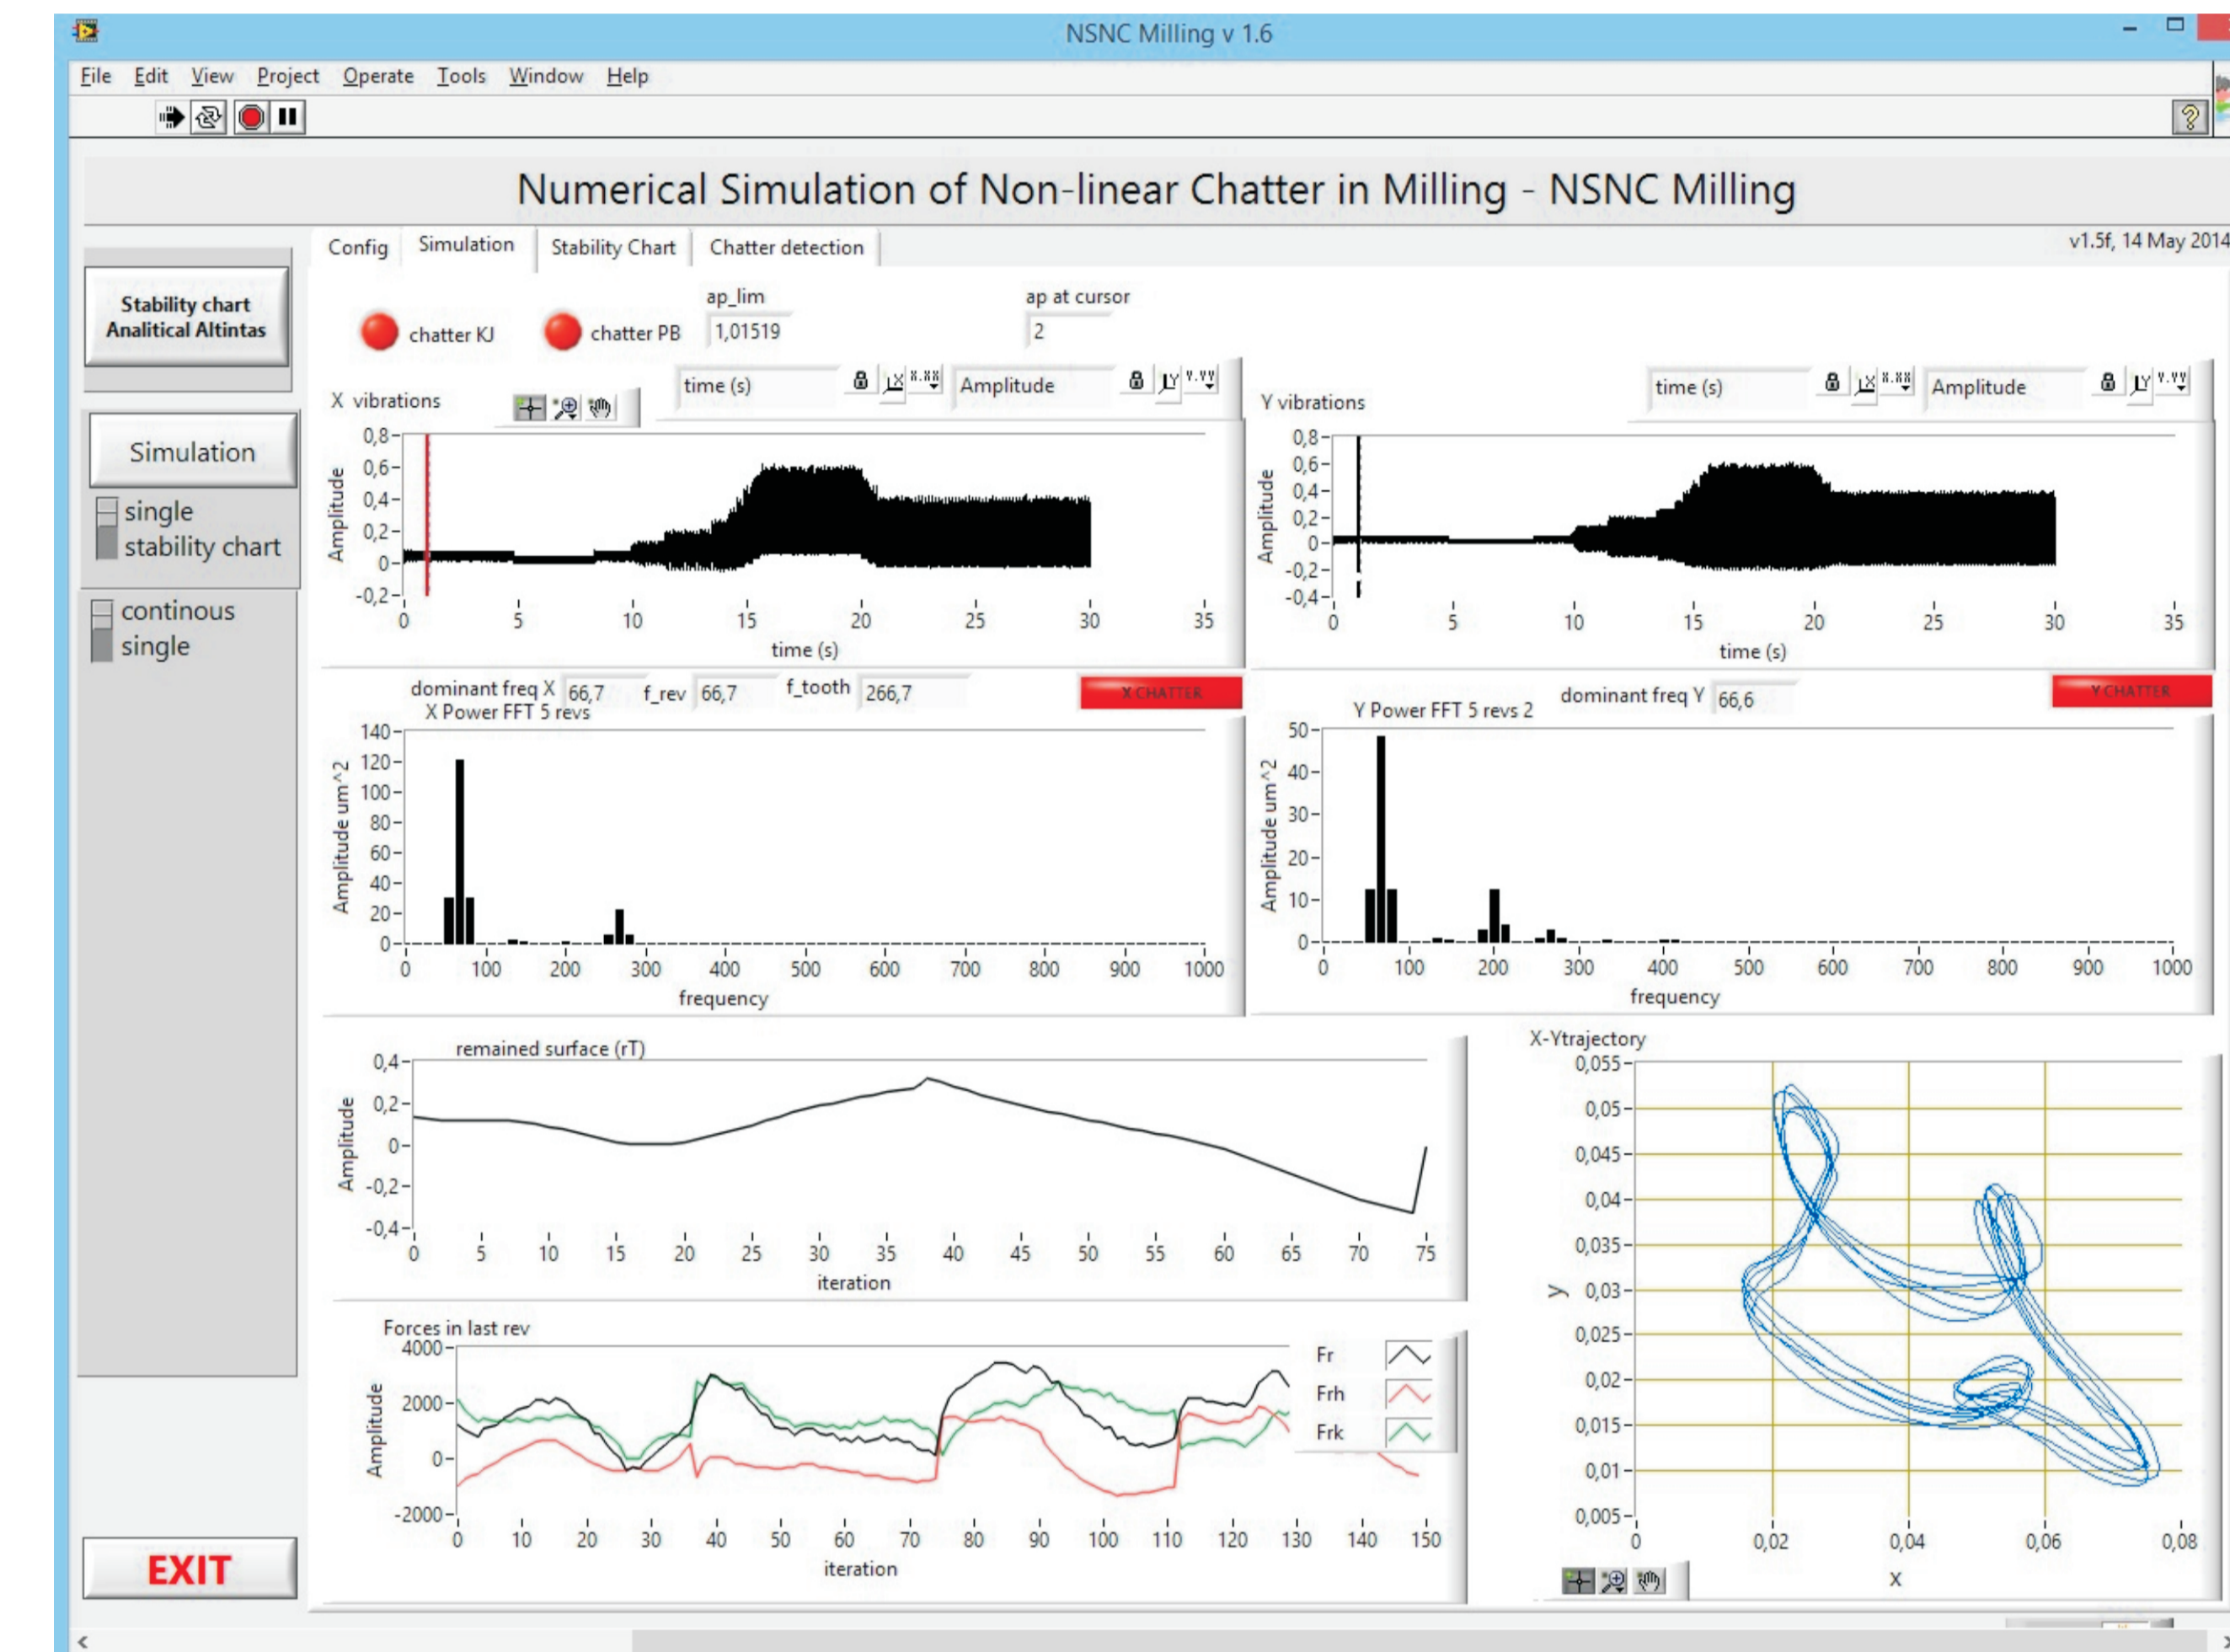 NSNC Milling v 1.6
File Edit View Project Operate Tools Window Help
Numerical Simulation of Non-linear Chatter in Milling - NSNC Milling
Config Simulation Stability Chart Chatter detection
v1.5f, 14 May 2014
Stability chart
Analitical Altintas
Simulation
single
stability chart
continous
single
EXIT
chatter KJ
chatter PB
ap_lim
1,01519
ap at cursor
2
X vibrations
time (s)
X.XX
Amplitude
Y.YY
0,8
0,6
0,4
0,2
0
-0,2
Amplitude
0 5 10 15 20 25 30 35
time (s)
Y vibrations
time (s)
X.XX
Amplitude
Y.YY
0,8
0,6
0,4
0,2
0
-0,2
-0,4
Amplitude
0 5 10 15 20 25 30 35
time (s)
dominant freq X 66,7 f_rev 66,7 f_tooth 266,7
X CHATTER
X Power FFT 5 revs
140
120
100
80
60
40
20
0
Amplitude um^2
0 100 200 300 400 500 600 700 800 900 1000
frequency
dominant freq Y 66,6
Y CHATTER
Y Power FFT 5 revs 2
50
40
30
20
10
0
Amplitude um^2
0 100 200 300 400 500 600 700 800 900 1000
frequency
remained surface (rT)
0,4
0,2
0
-0,2
-0,4
Amplitude
0 5 10 15 20 25 30 35 40 45 50 55 60 65 70 75
iteration
Forces in last rev
4000
2000
0
-2000
Amplitude
0 10 20 30 40 50 60 70 80 90 100 110 120 130 140 150
iteration
Fr
Frh
Frk
X-Ytrajectory
0,055
0,05
0,045
0,04
0,035
0,03
0,025
0,02
0,015
0,01
0,005
y
0 0,02 0,04 0,06 0,08
x